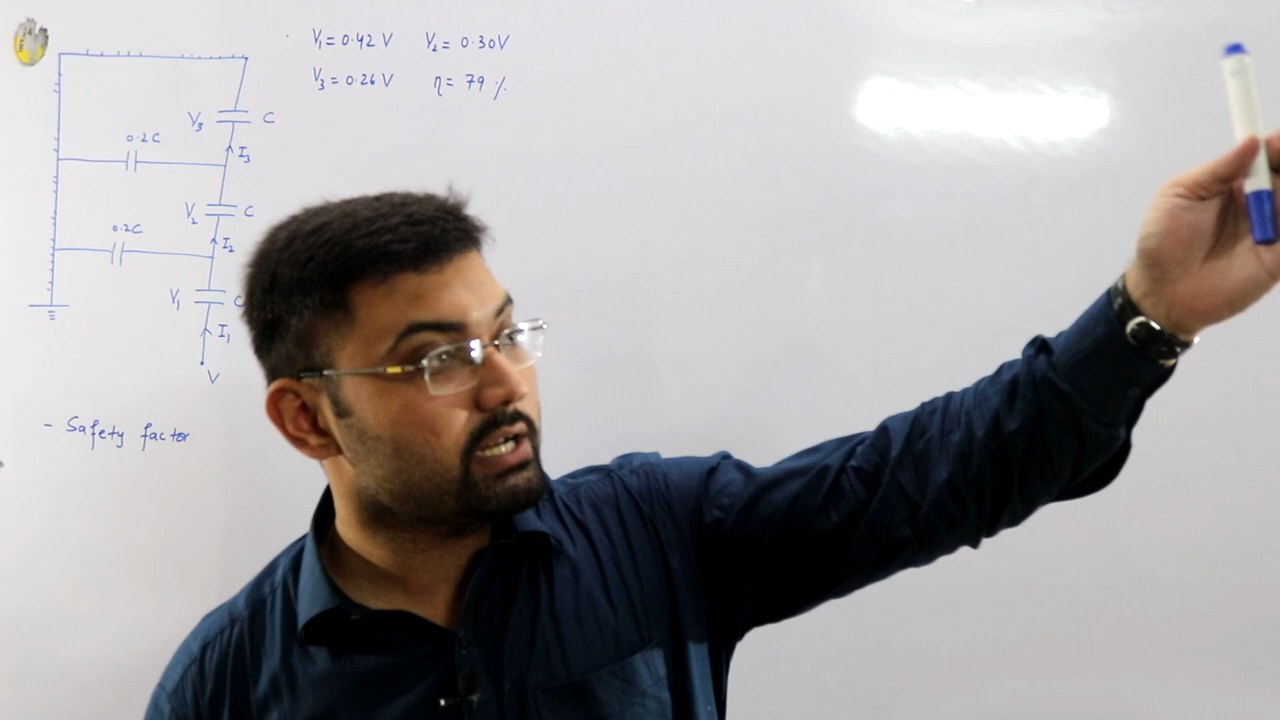 V₁ = 0.42 V V₂ = 0.30V
V₃ = 0.26 V η = 79 %.
V₃ C
0.2C
I₃
V₂ C
0.2C
I₂
V₁ C
I₁
V
- Safety factor